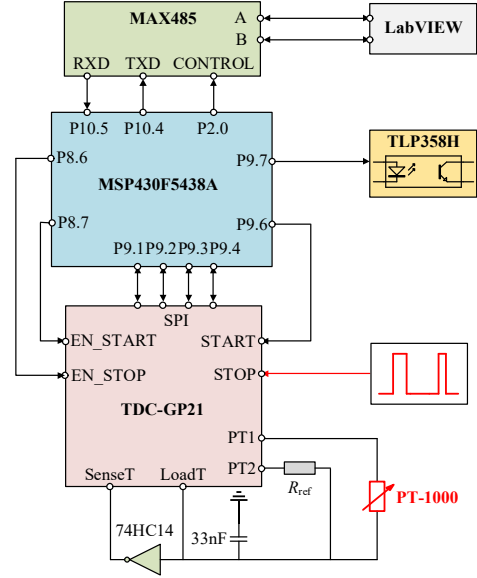 MAX485
A
B
LabVIEW
RXD TXD CONTROL
P10.5 P10.4 P2.0
P8.6
P9.7
TLP358H
MSP430F5438A
P8.7
P9.6
P9.1 P9.2 P9.3 P9.4
SPI
EN_START
START
EN_STOP
STOP
TDC-GP21
PT1
PT2
SenseT LoadT
Rref
PT-1000
74HC14
33nF